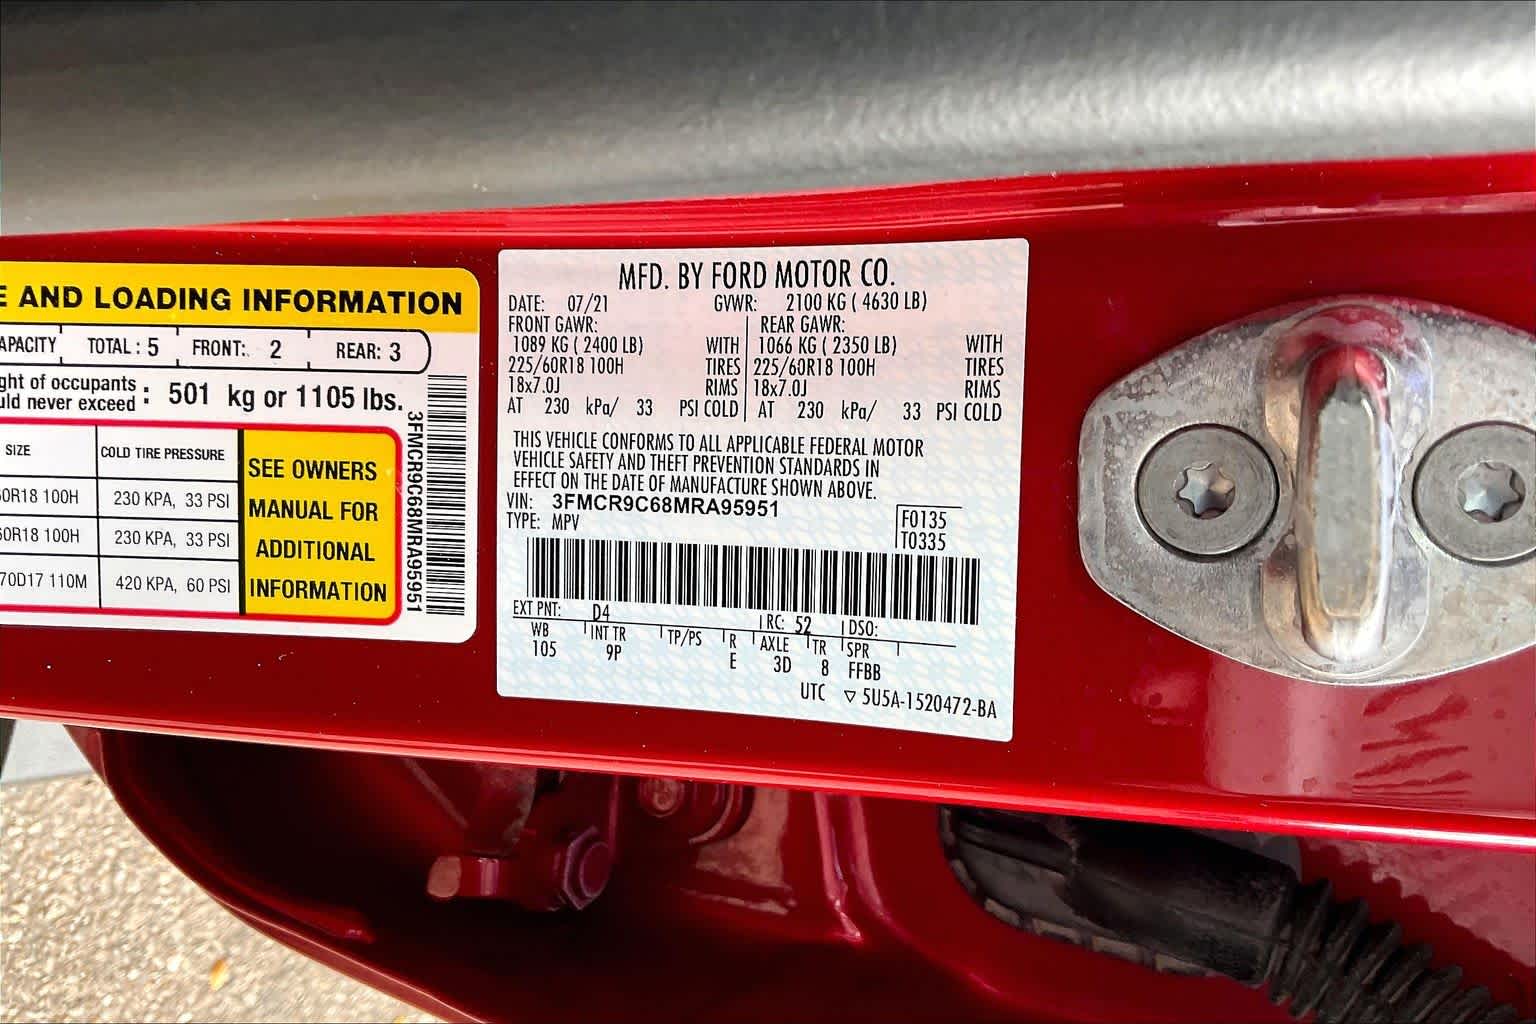 E AND LOADING INFORMATION
APACITY TOTAL : 5 FRONT: 2 REAR: 3
ght of occupants
uld never exceed : 501 kg or 1105 lbs.
SIZE COLD TIRE PRESSURE
0R18 100H 230 KPA, 33 PSI
0R18 100H 230 KPA, 33 PSI
70D17 110M 420 KPA, 60 PSI
SEE OWNERS
MANUAL FOR
ADDITIONAL
INFORMATION
3FMCR9C68MRA95951
MFD. BY FORD MOTOR CO.
DATE: 07/21 GVWR: 2100 KG ( 4630 LB)
FRONT GAWR: REAR GAWR:
1089 KG ( 2400 LB) WITH 1066 KG ( 2350 LB) WITH
225/60R18 100H TIRES 225/60R18 100H TIRES
18x7.0J RIMS 18x7.0J RIMS
AT 230 kPa/ 33 PSI COLD AT 230 kPa/ 33 PSI COLD
THIS VEHICLE CONFORMS TO ALL APPLICABLE FEDERAL MOTOR
VEHICLE SAFETY AND THEFT PREVENTION STANDARDS IN
EFFECT ON THE DATE OF MANUFACTURE SHOWN ABOVE.
VIN: 3FMCR9C68MRA95951
TYPE: MPV
F0135
T0335
EXT PNT: D4 RC: 52 DSO:
WB INT TR TP/PS R AXLE TR SPR
105 9P E 3D 8 FFBB
UTC ▽ 5U5A-1520472-BA